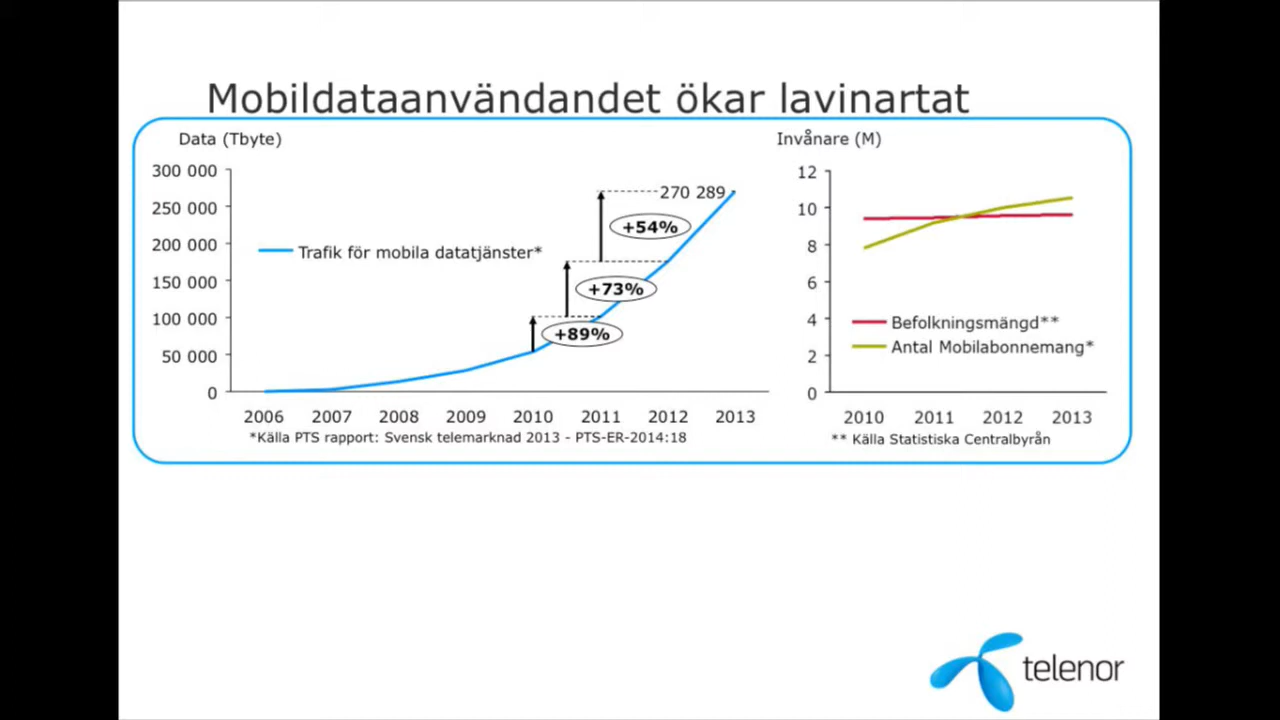 Mobildataanvändandet ökar lavinartat
Data (Tbyte)
300 000
250 000
200 000
150 000
100 000
50 000
0
270 289
+54%
+73%
+89%
Trafik för mobila datatjänster*
2006 2007 2008 2009 2010 2011 2012 2013
*Källa PTS rapport: Svensk telemarknad 2013 - PTS-ER-2014:18
Invånare (M)
12
10
8
6
4
2
0
Befolkningsmängd**
Antal Mobilabonnemang*
2010 2011 2012 2013
** Källa Statistiska Centralbyrån
telenor